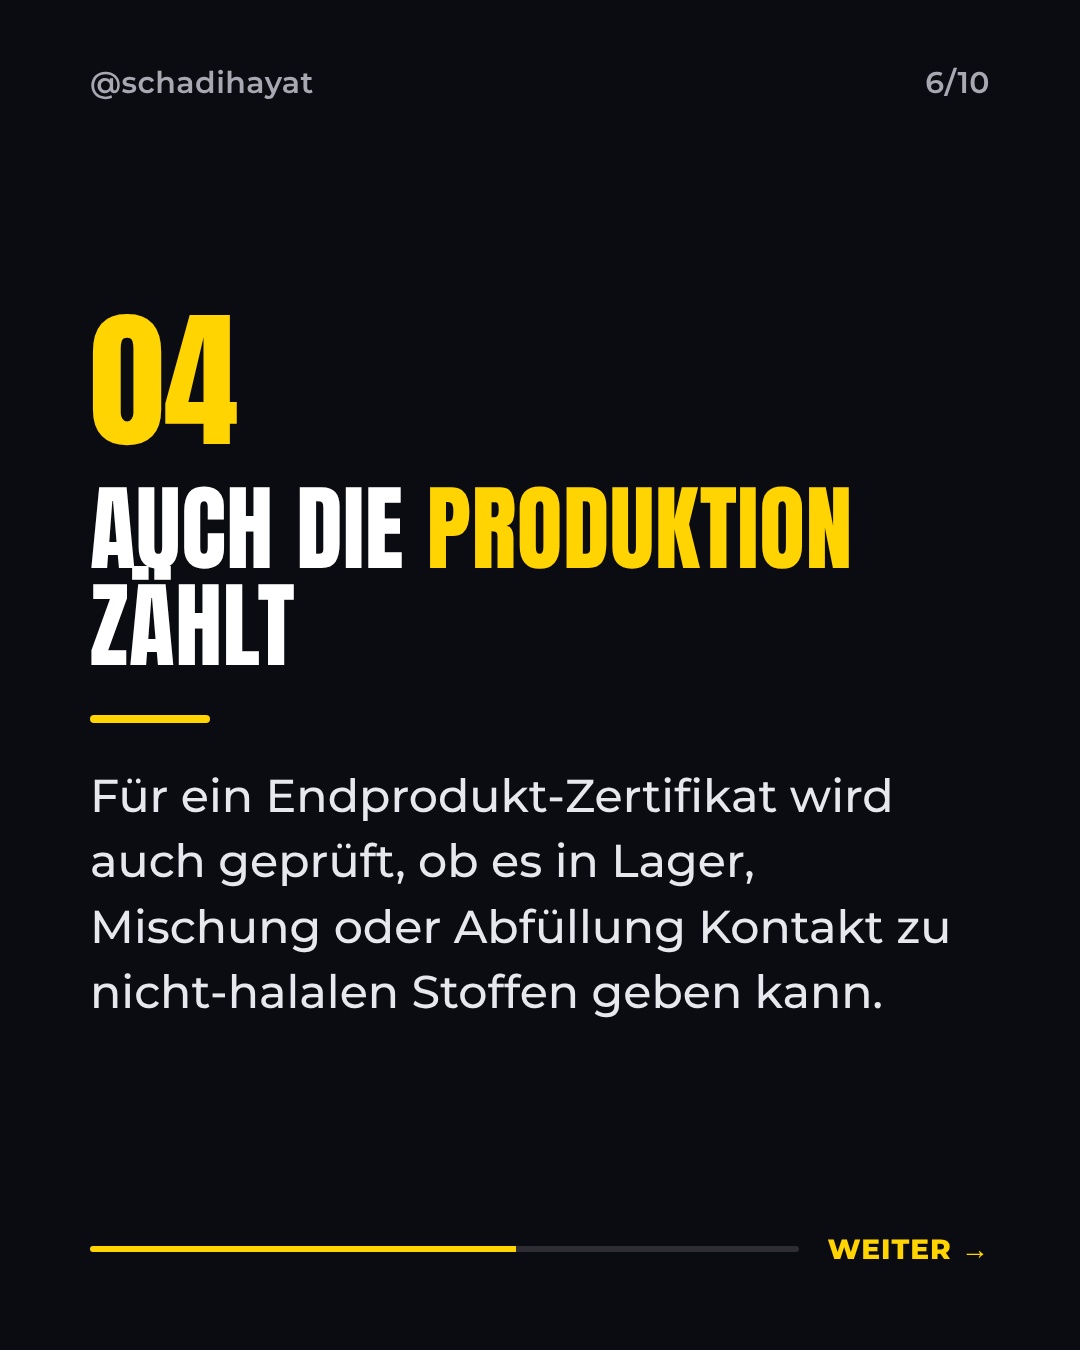 @schadihayat
6/10
04
AUCH DIE PRODUKTION
ZÄHLT
Für ein Endprodukt-Zertifikat wird
auch geprüft, ob es in Lager,
Mischung oder Abfüllung Kontakt zu
nicht-halalen Stoffen geben kann.
WEITER →